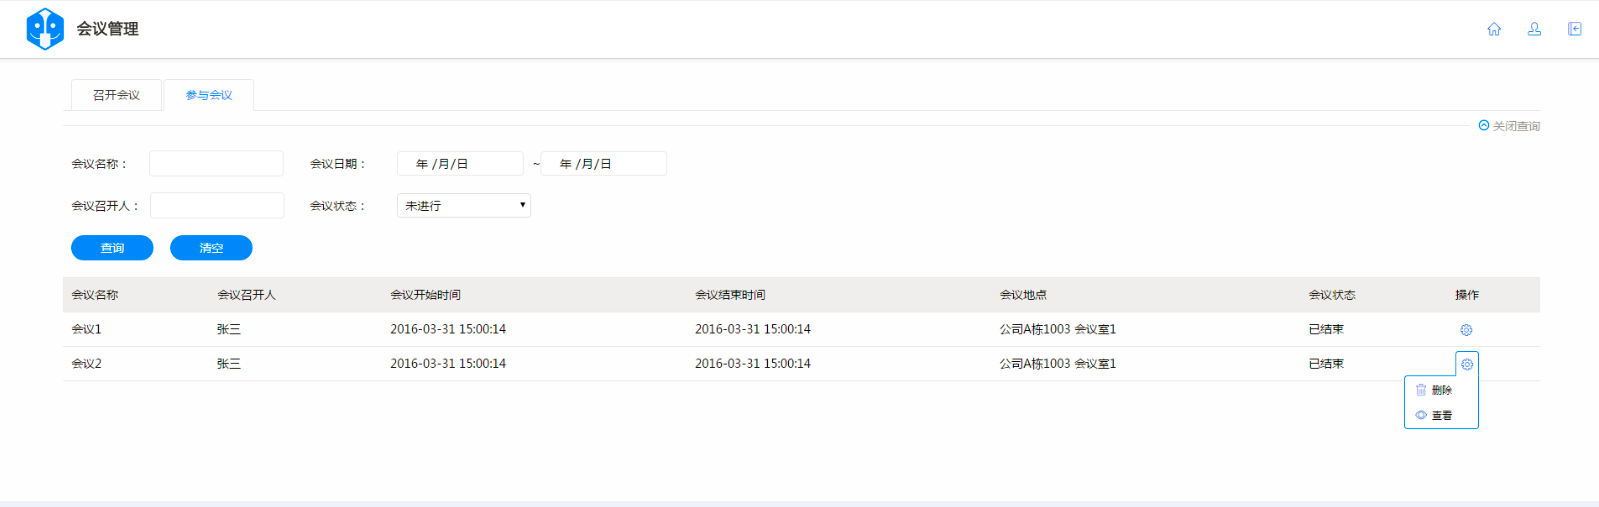 会议管理
召开会议 参与会议
关闭查询
会议名称： 会议日期： 年 /月/日 ~ 年 /月/日
会议召开人： 会议状态： 未进行
查询 清空
会议名称 会议召开人 会议开始时间 会议结束时间 会议地点 会议状态 操作
会议1 张三 2016-03-31 15:00:14 2016-03-31 15:00:14 公司A栋1003 会议室1 已结束
会议2 张三 2016-03-31 15:00:14 2016-03-31 15:00:14 公司A栋1003 会议室1 已结束
删除
查看